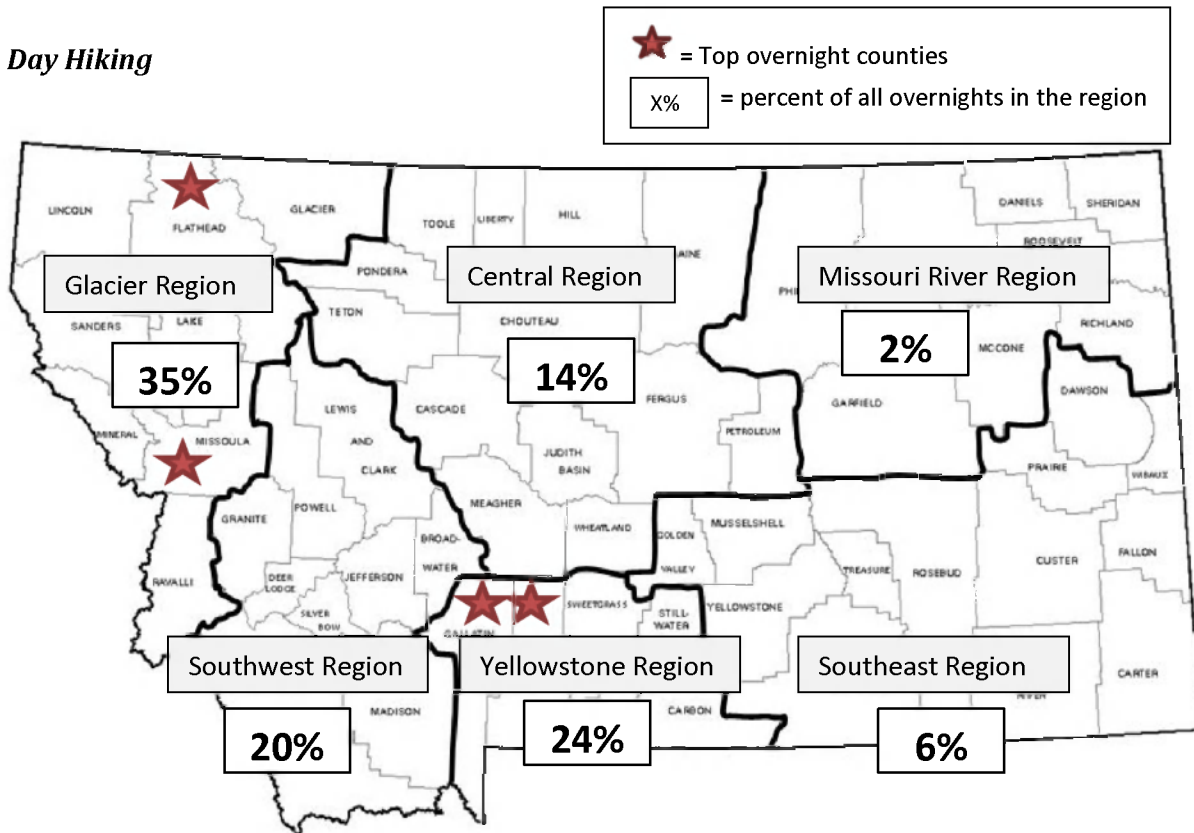 Day Hiking
= Top overnight counties
X%
= percent of all overnights in the region
LINCOLN
FLATHEAD
GLACIER
TOOLE
LIBERTY
HILL
AINE
DANIELS
SHERIDAN
ROOSEVELT
PONDERA
Glacier Region
Central Region
Missouri River Region
PHI
SANDERS
LAKE
TETON
CHOUTEAU
RICHLAND
35%
14%
2%
MCCONE
MINERAL
MISSOULA
LEWIS
AND
CLARK
CASCADE
JUDITH
BASIN
FERGUS
PETROLEUM
GARFIELD
DAWSON
PRAIRIE
WIBAUX
GRANITE
POWELL
MEAGHER
BROAD-
WATER
WHEATLAND
GOLDEN
VALLEY
MUSSELSHELL
CUSTER
FALLON
RAVALLI
DEER
LODGE
JEFFERSON
SILVER
BOW
GALLATIN
SWEETGRASS
STILL-
WATER
YELLOWSTONE
TREASURE
ROSEBUD
Southwest Region
Yellowstone Region
Southeast Region
MADISON
CARBON
RIVER
CARTER
20%
24%
6%